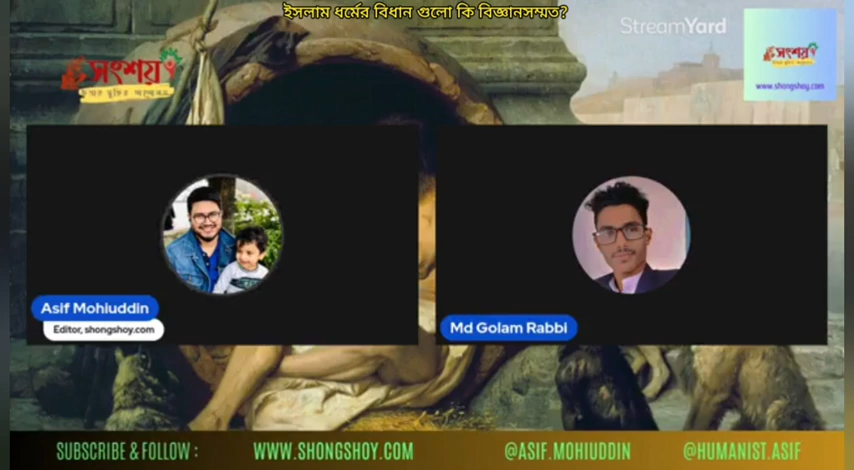 ইসলাম ধর্মের বিধান গুলো কি বিজ্ঞানসম্মত?
StreamYard
সংশয়
সংশয়
www.shongshoy.com
Asif Mohiuddin
Editor, shongshoy.com
Md Golam Rabbi
SUBSCRIBE & FOLLOW :
WWW.SHONGSHOY.COM
@ASIF.MOHIUDDIN
@HUMANIST.ASIF